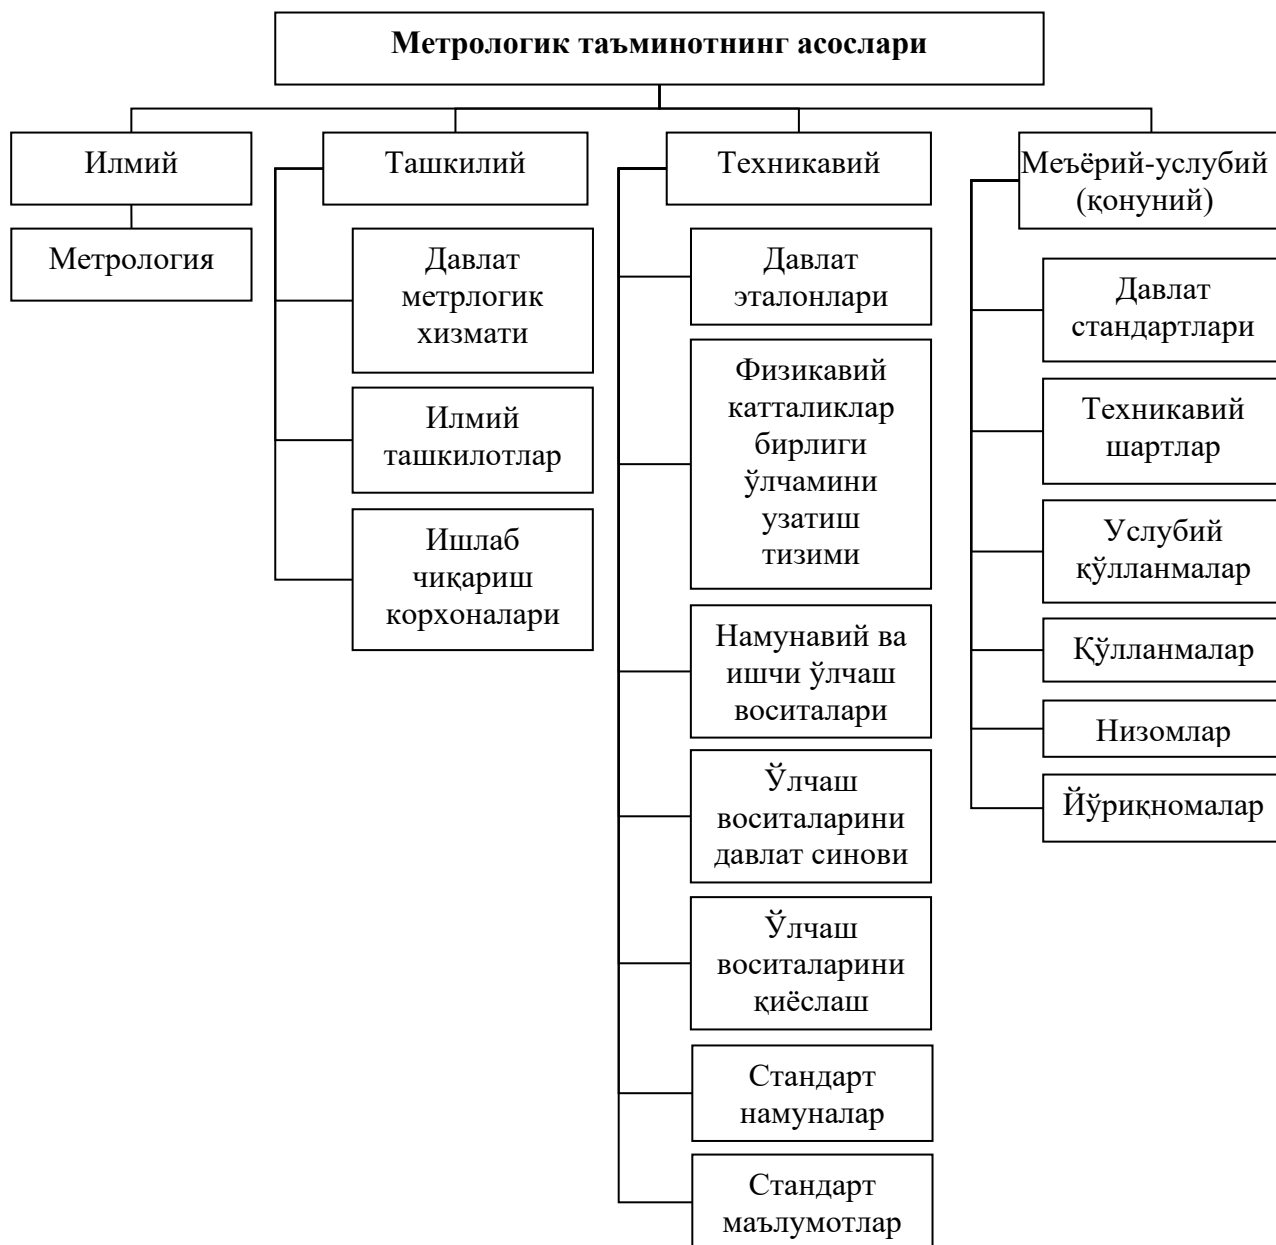 Метрологик таъминотнинг асослари
Илмий
Метрология
Ташкилий
Давлат
метрлогик
хизмати
Илмий
ташкилотлар
Ишлаб
чиқариш
корхоналари
Техникавий
Давлат
эталонлари
Физикавий
катталиклар
бирлиги
ўлчамини
узатиш
тизими
Намунавий ва
ишчи ўлчаш
воситалари
Ўлчаш
воситаларини
давлат синови
Ўлчаш
воситаларини
қиёслаш
Стандарт
намуналар
Стандарт
маълумотлар
Меъёрий-услубий
(қонуний)
Давлат
стандартлари
Техникавий
шартлар
Услубий
қўлланмалар
Қўлланмалар
Низомлар
Йўриқномалар